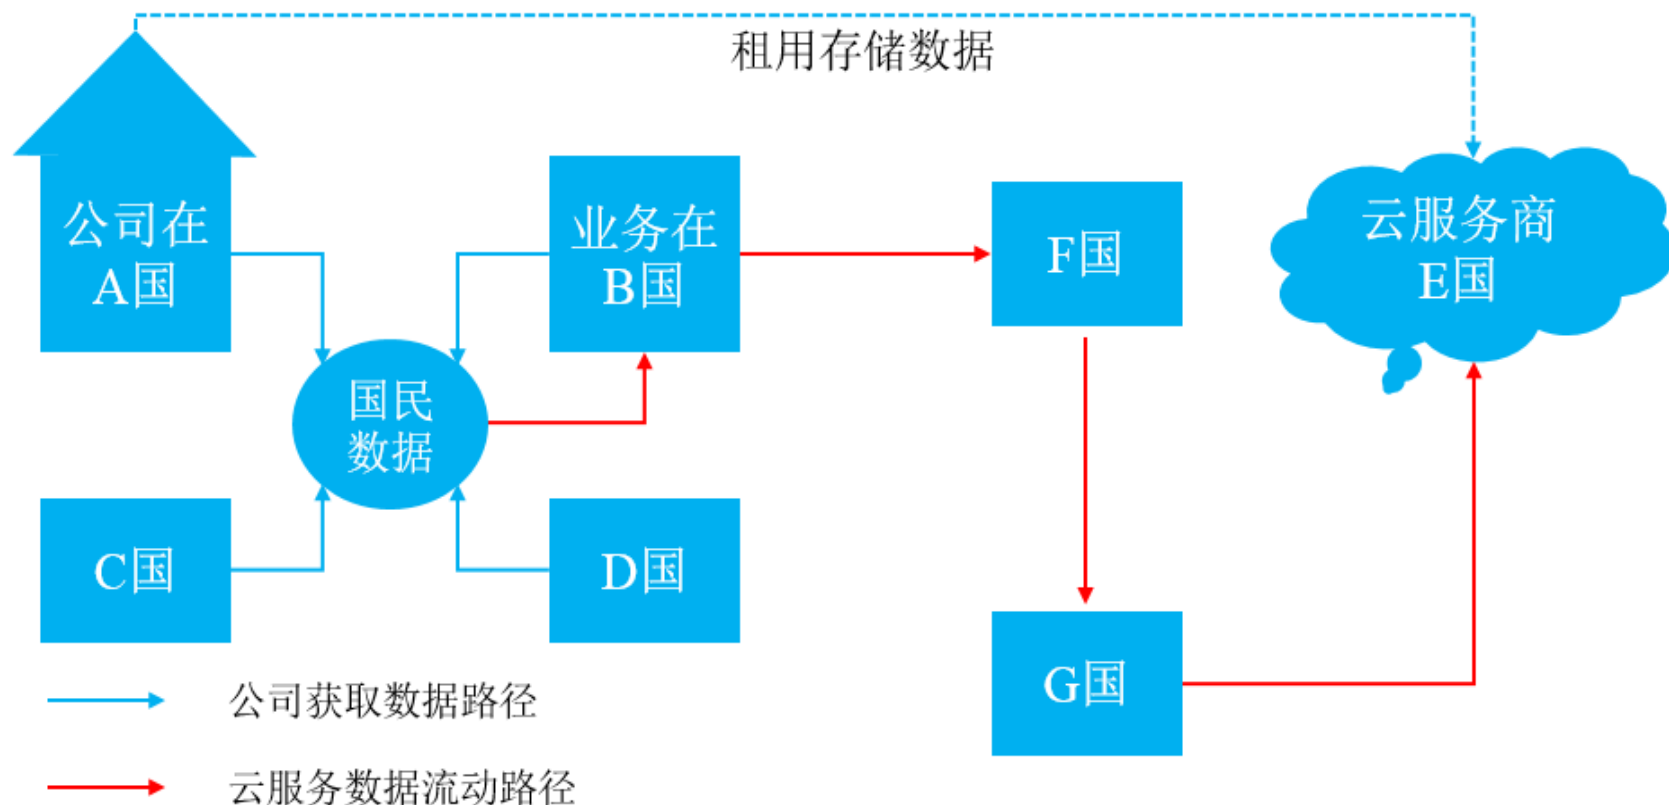 租用存储数据
公司在
A国
业务在
B国
F国
云服务商
E国
国民
数据
C国
D国
G国
公司获取数据路径
云服务数据流动路径